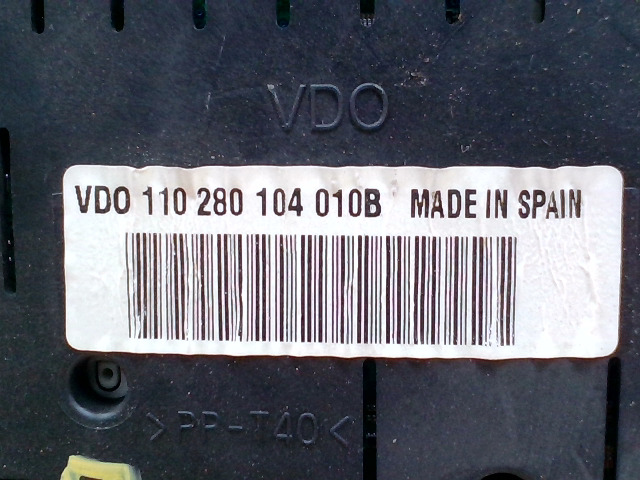 VDO
VDO 110 280 104 010B MADE IN SPAIN
>PP-T40<